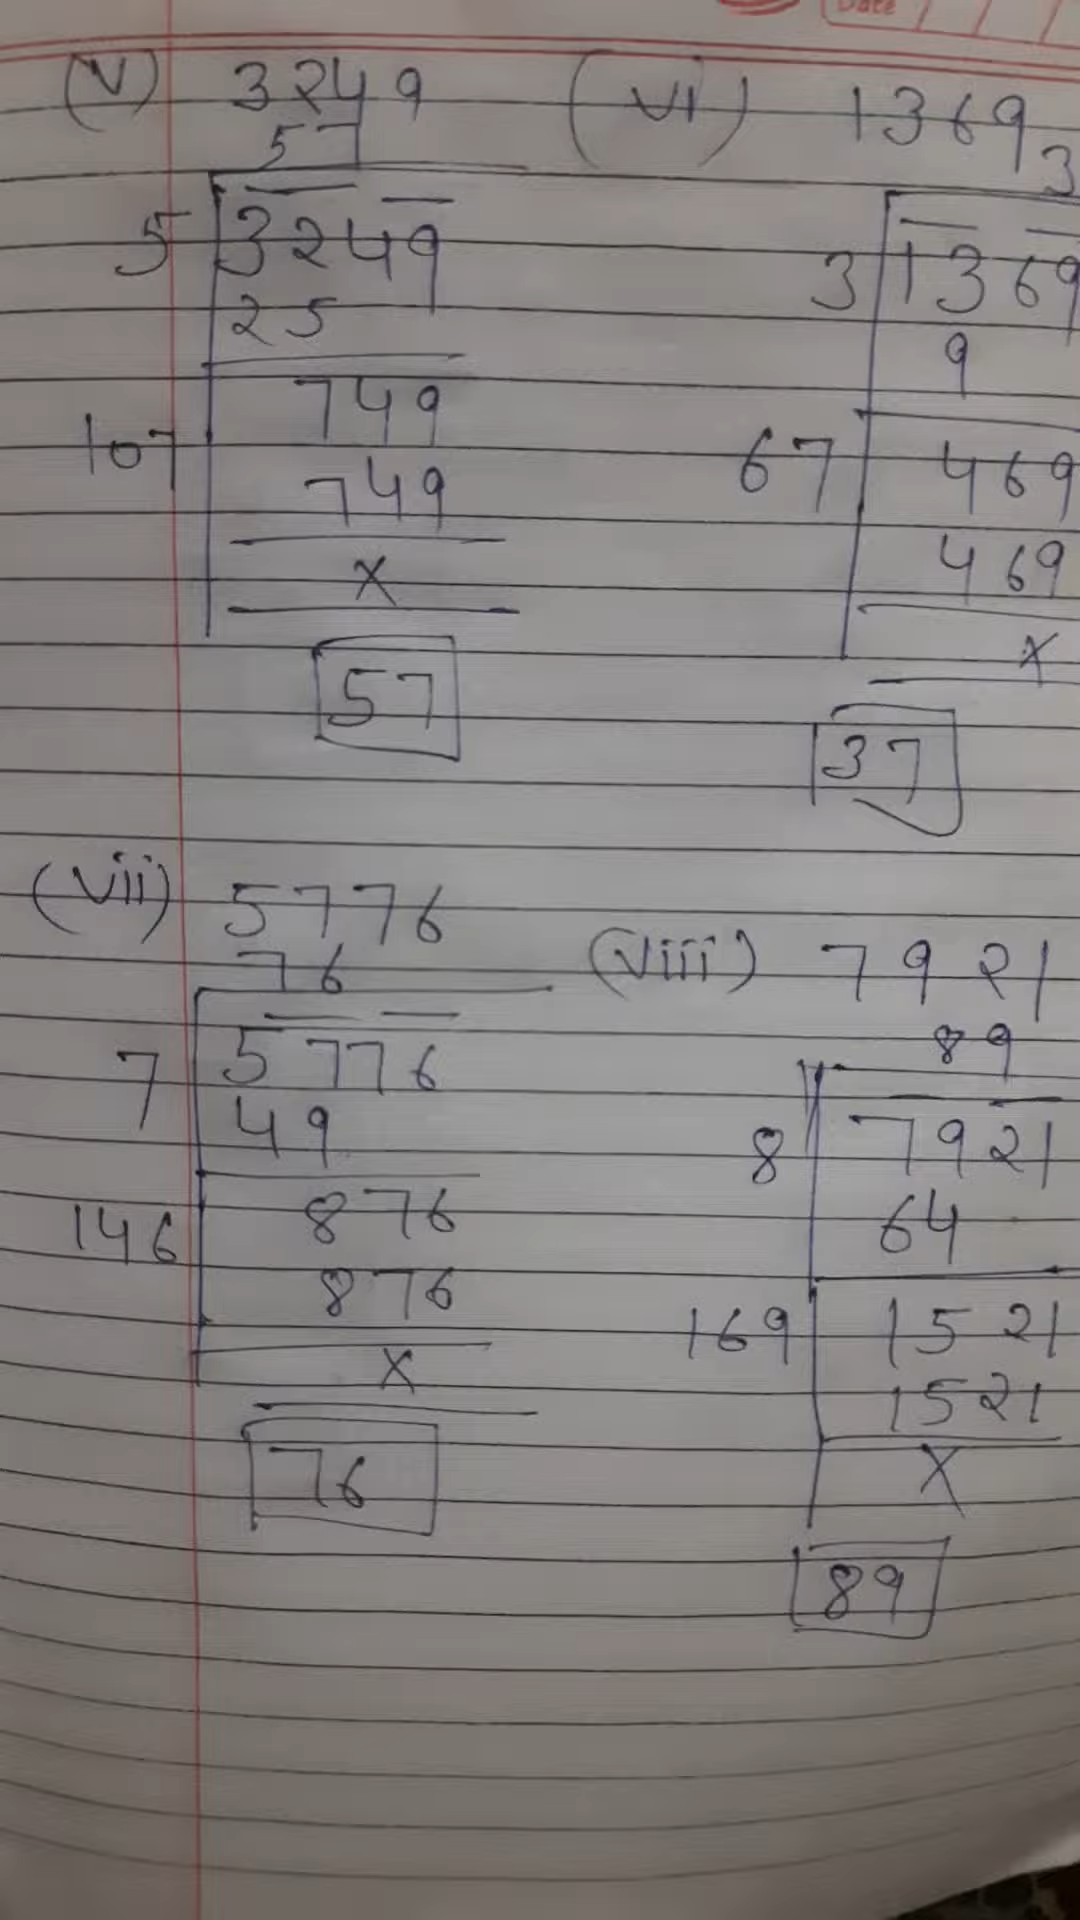 Date
(v) 3249
57
5 3249
25
749
107
749
x
57
(vi) 1369
3
3 1369
9
67 469
469
x
37
(vii) 5776
76
7 5776
49
146 876
876
x
76
(viii) 7921
89
8 7921
64
169 1521
1521
x
89